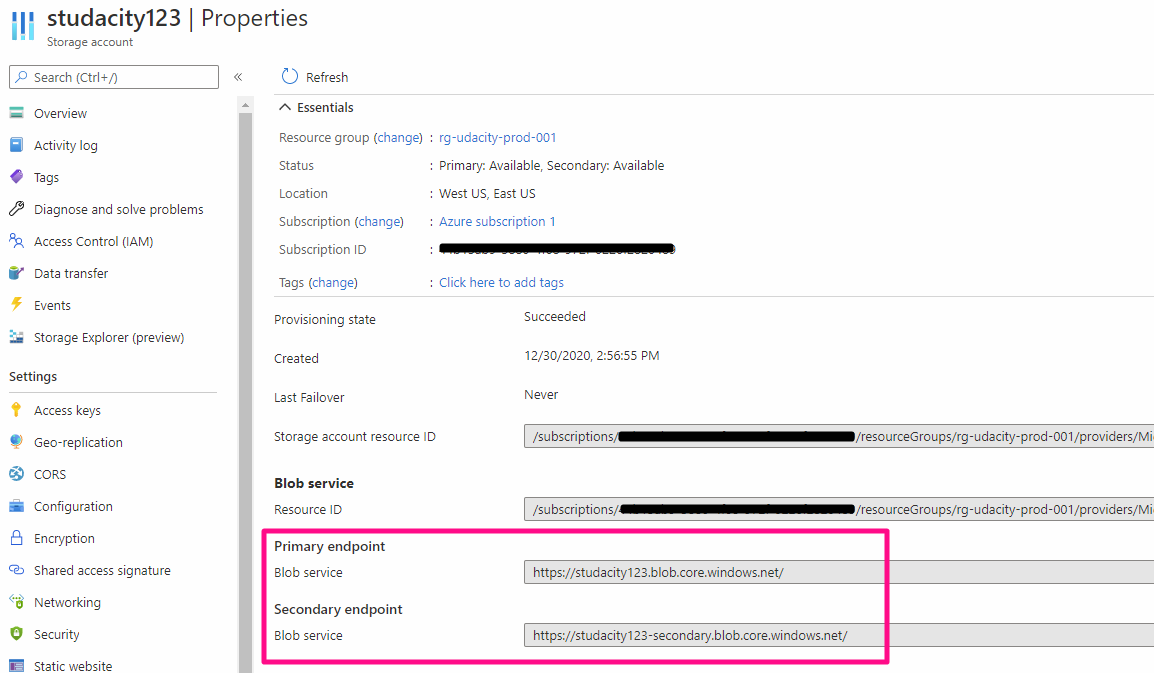 studacity123 | Properties
Storage account
Search (Ctrl+/)
«
Refresh
Overview
Activity log
Tags
Diagnose and solve problems
Access Control (IAM)
Data transfer
Events
Storage Explorer (preview)
Settings
Access keys
Geo-replication
CORS
Configuration
Encryption
Shared access signature
Networking
Security
Static website
Essentials
Resource group (change) : rg-udacity-prod-001
Status : Primary: Available, Secondary: Available
Location : West US, East US
Subscription (change) : Azure subscription 1
Subscription ID :
Tags (change) : Click here to add tags
Provisioning state Succeeded
Created 12/30/2020, 2:56:55 PM
Last Failover Never
Storage account resource ID /subscriptions/ /resourceGroups/rg-udacity-prod-001/providers/Mi
Blob service
Resource ID /subscriptions/ /resourceGroups/rg-udacity-prod-001/providers/Mi
Primary endpoint
Blob service https://studacity123.blob.core.windows.net/
Secondary endpoint
Blob service https://studacity123-secondary.blob.core.windows.net/